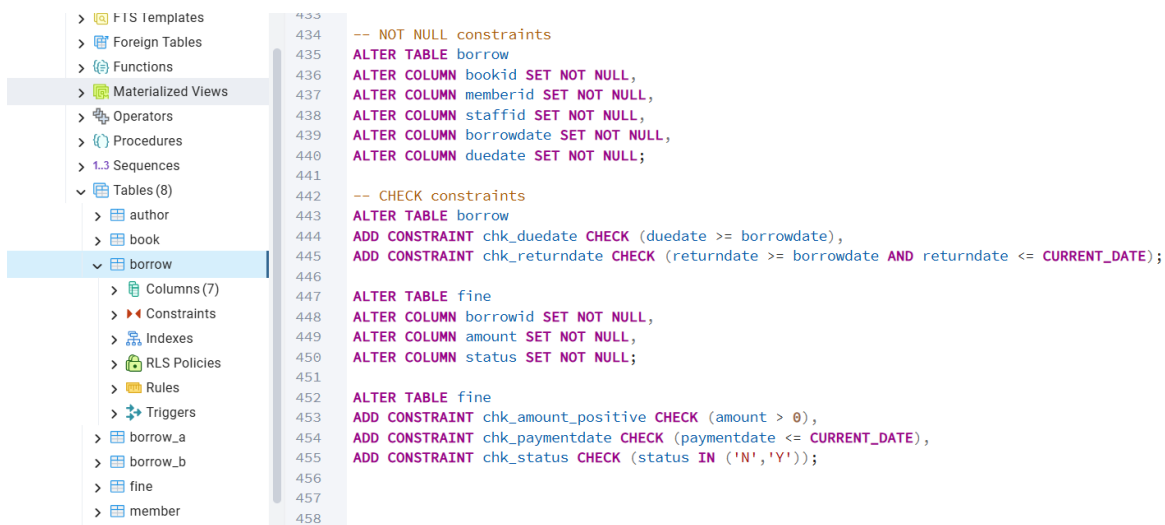 FTS Templates
Foreign Tables
Functions
Materialized Views
Operators
Procedures
1..3 Sequences
Tables (8)
author
book
borrow
Columns (7)
Constraints
Indexes
RLS Policies
Rules
Triggers
borrow_a
borrow_b
fine
member
433
434 -- NOT NULL constraints
435 ALTER TABLE borrow
436 ALTER COLUMN bookid SET NOT NULL,
437 ALTER COLUMN memberid SET NOT NULL,
438 ALTER COLUMN staffid SET NOT NULL,
439 ALTER COLUMN borrowdate SET NOT NULL,
440 ALTER COLUMN duedate SET NOT NULL;
441
442 -- CHECK constraints
443 ALTER TABLE borrow
444 ADD CONSTRAINT chk_duedate CHECK (duedate >= borrowdate),
445 ADD CONSTRAINT chk_returndate CHECK (returndate >= borrowdate AND returndate <= CURRENT_DATE);
446
447 ALTER TABLE fine
448 ALTER COLUMN borrowid SET NOT NULL,
449 ALTER COLUMN amount SET NOT NULL,
450 ALTER COLUMN status SET NOT NULL;
451
452 ALTER TABLE fine
453 ADD CONSTRAINT chk_amount_positive CHECK (amount > 0),
454 ADD CONSTRAINT chk_paymentdate CHECK (paymentdate <= CURRENT_DATE),
455 ADD CONSTRAINT chk_status CHECK (status IN ('N','Y'));
456
457
458